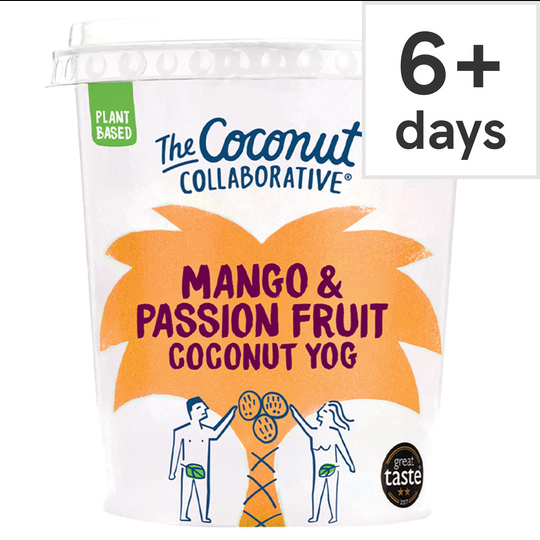 6+
days
PLANT
BASED
The Coconut
COLLABORATIVE®
MANGO &
PASSION FRUIT
COCONUT YOG
great
taste